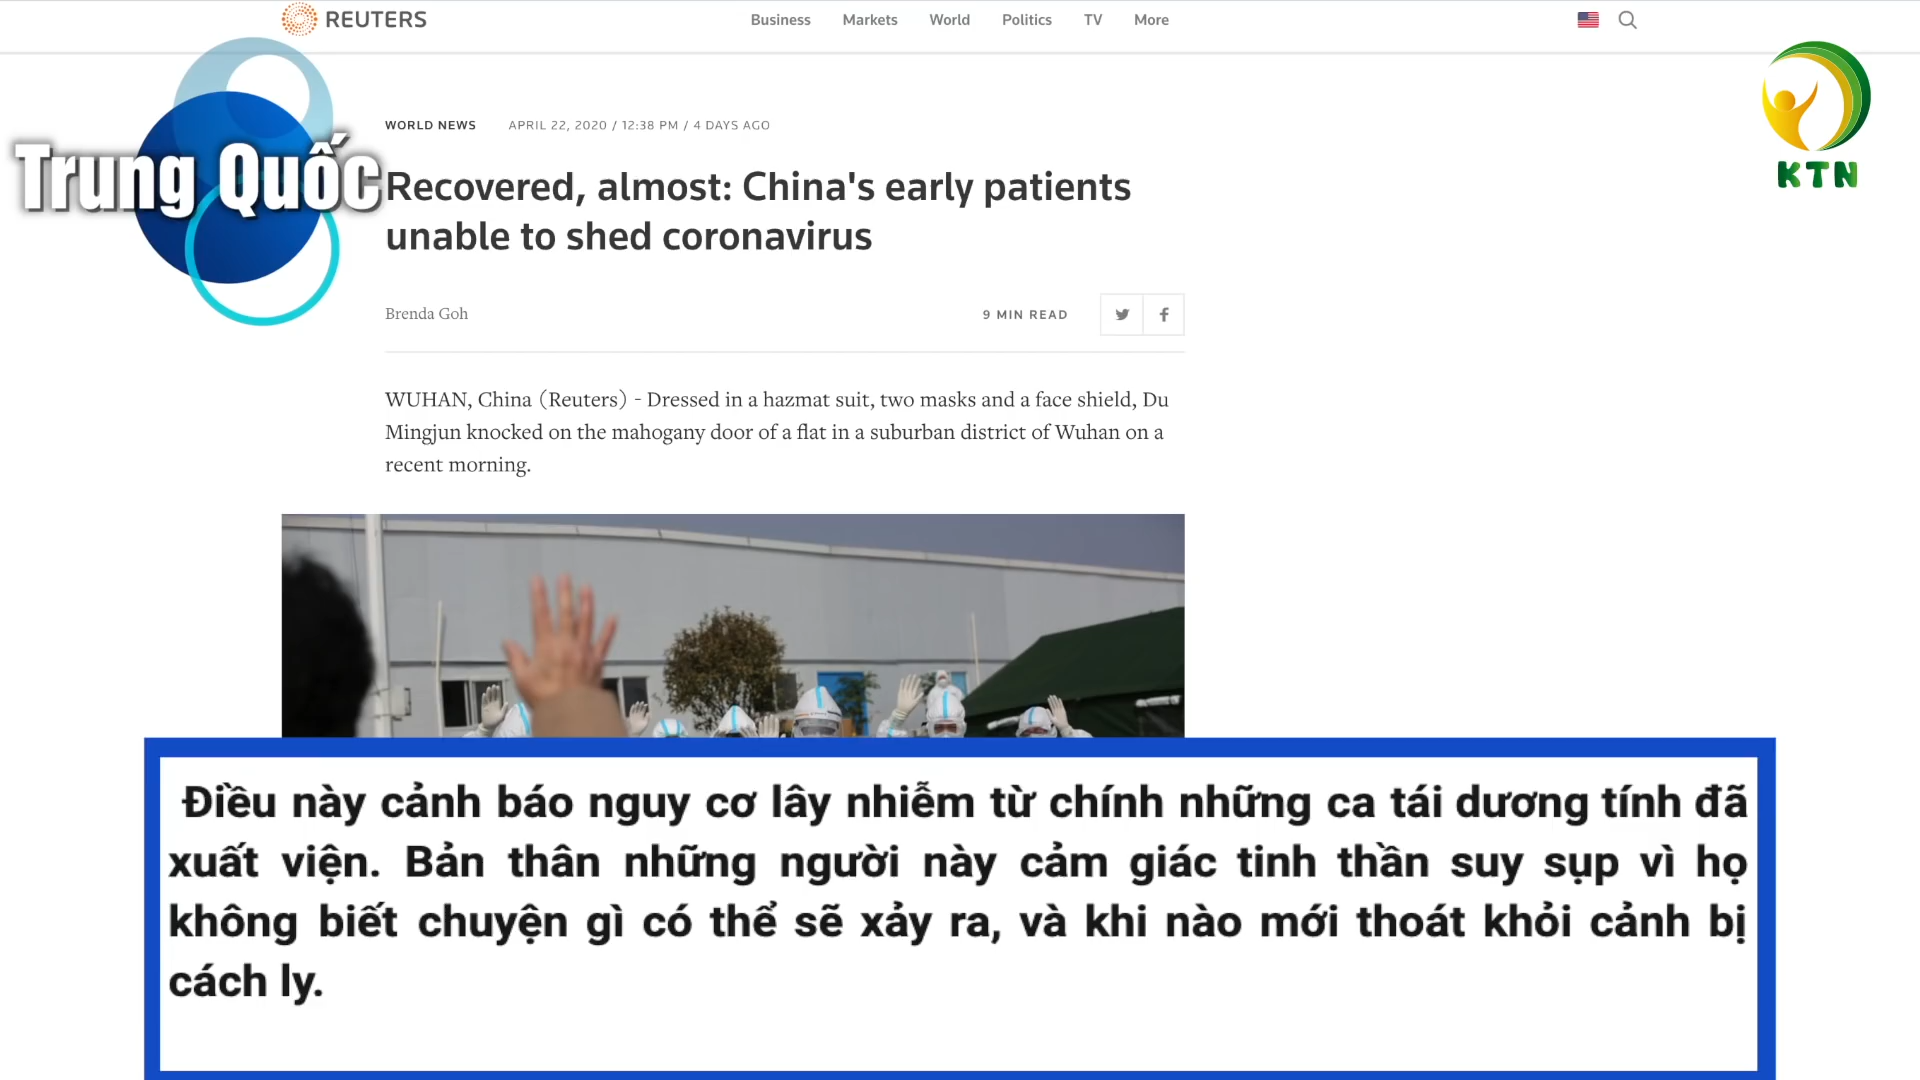 REUTERS
Business Markets World Politics TV More
KTN
Trung Quốc
WORLD NEWS APRIL 22, 2020 / 12:38 PM / 4 DAYS AGO
Recovered, almost: China's early patients
unable to shed coronavirus
Brenda Goh
9 MIN READ
WUHAN, China (Reuters) - Dressed in a hazmat suit, two masks and a face shield, Du
Mingjun knocked on the mahogany door of a flat in a suburban district of Wuhan on a
recent morning.
Điều này cảnh báo nguy cơ lây nhiễm từ chính những ca tái dương tính đã
xuất viện. Bản thân những người này cảm giác tinh thần suy sụp vì họ
không biết chuyện gì có thể sẽ xảy ra, và khi nào mới thoát khỏi cảnh bị
cách ly.